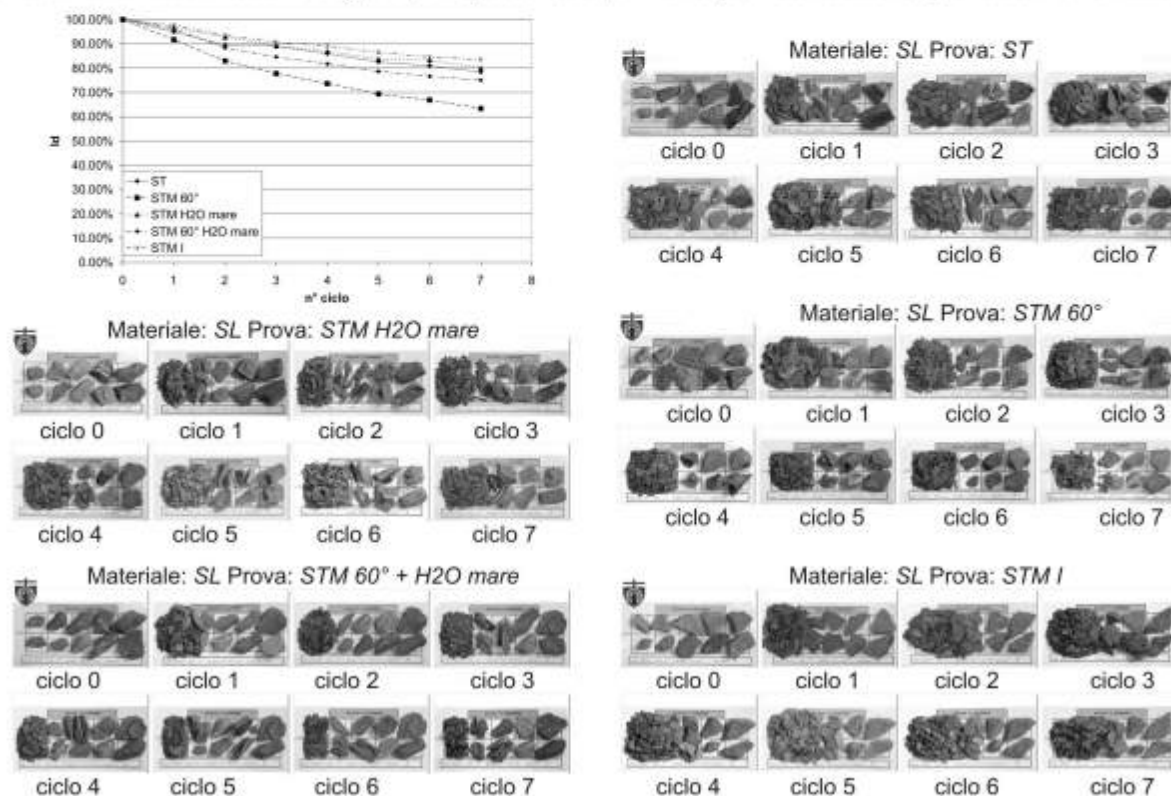 100.00%
90.00%
80.00%
70.00%
60.00%
50.00%
40.00%
30.00%
20.00%
10.00%
0.00%
Id
ST
STM 60°
STM H2O mare
STM 60° H2O mare
STM I
0 1 2 3 4 5 6 7 8
n° ciclo
Materiale: SL Prova: ST
ciclo 0 ciclo 1 ciclo 2 ciclo 3
ciclo 4 ciclo 5 ciclo 6 ciclo 7
Materiale: SL Prova: STM H2O mare
ciclo 0 ciclo 1 ciclo 2 ciclo 3
ciclo 4 ciclo 5 ciclo 6 ciclo 7
Materiale: SL Prova: STM 60°
ciclo 0 ciclo 1 ciclo 2 ciclo 3
ciclo 4 ciclo 5 ciclo 6 ciclo 7
Materiale: SL Prova: STM 60° + H2O mare
ciclo 0 ciclo 1 ciclo 2 ciclo 3
ciclo 4 ciclo 5 ciclo 6 ciclo 7
Materiale: SL Prova: STM I
ciclo 0 ciclo 1 ciclo 2 ciclo 3
ciclo 4 ciclo 5 ciclo 6 ciclo 7